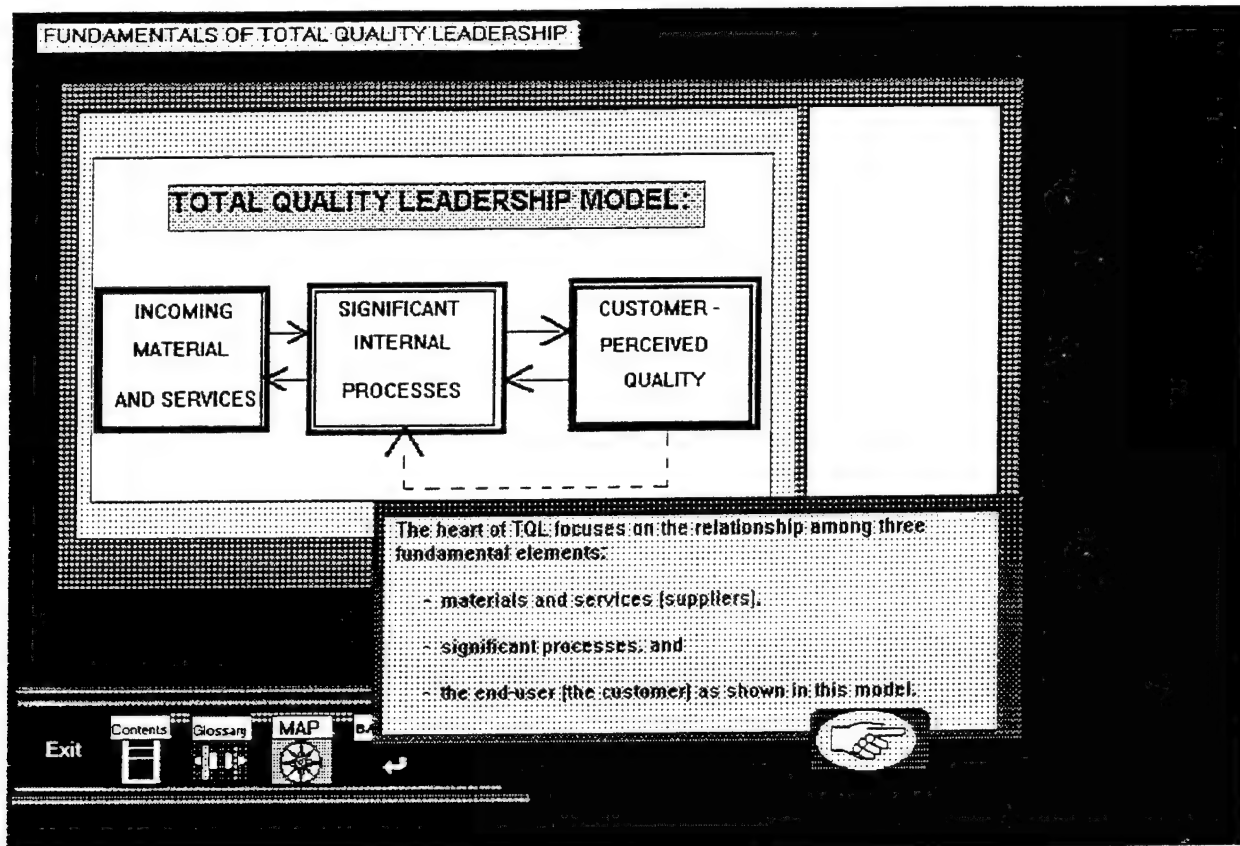 FUNDAMENTALS OF TOTAL QUALITY LEADERSHIP
TOTAL QUALITY LEADERSHIP MODEL:
INCOMING
MATERIAL
AND SERVICES
SIGNIFICANT
INTERNAL
PROCESSES
CUSTOMER -
PERCEIVED
QUALITY
The heart of TQL focuses on the relationship among three
fundamental elements:
- materials and services (suppliers),
- significant processes, and
- the end-user (the customer) as shown in this model.
Exit
Contents
Glossary
MAP